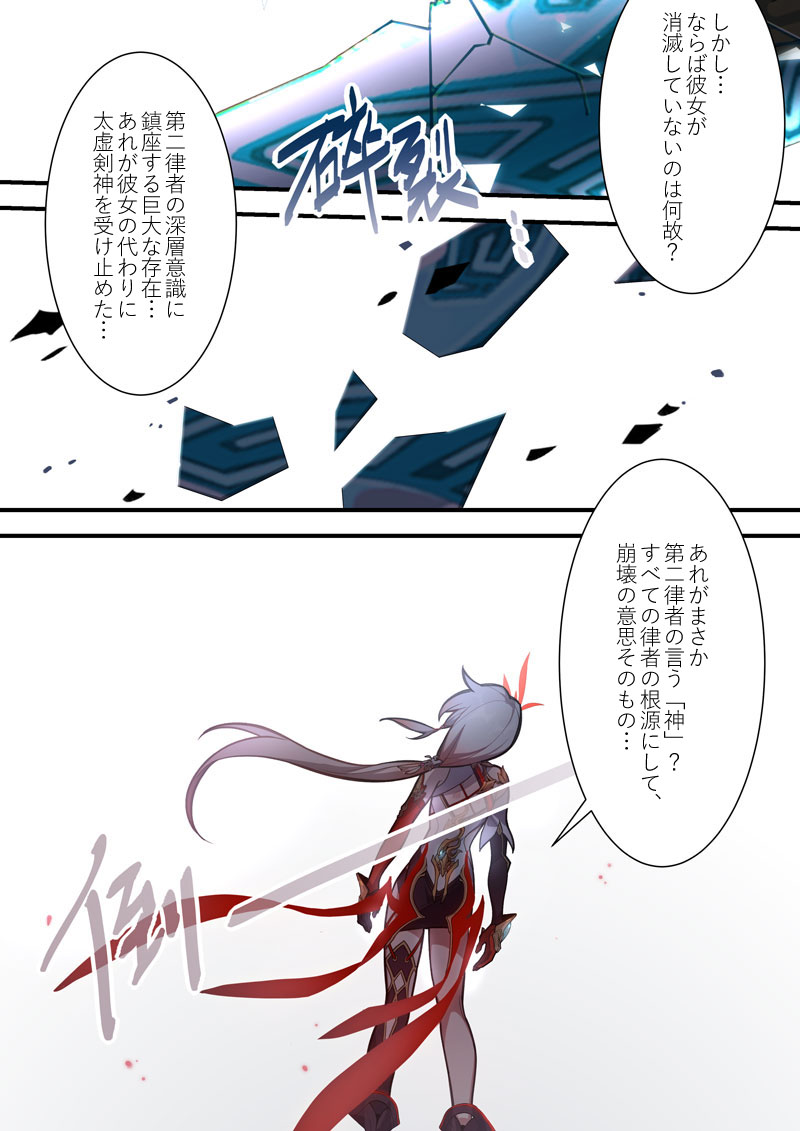 しかし…
ならば彼女が
消滅していないのは何故？
砕裂
第二律者の深層意識に
鎮座する巨大な存在…
あれが彼女の代わりに
太虚剣神を受け止めた…
あれがまさか
第二律者の言う「神」？
すべての律者の根源にして、
崩壊の意思そのもの…
倒